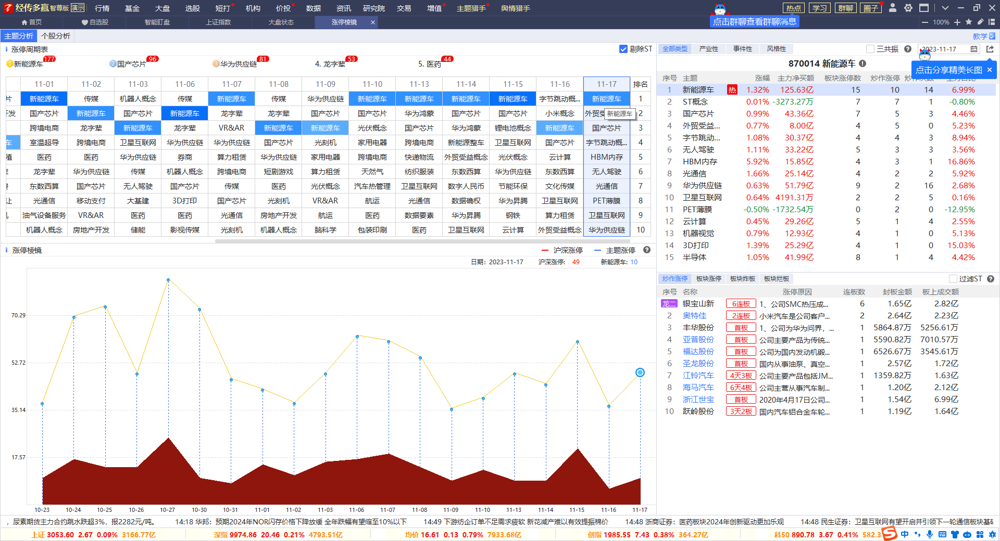 经传多赢 智尊版 演示 行情 基金 大盘 选股 短打 机构 价投 数据 资讯 研究院 交易 增值 主题猎手 舆情猎手 热点 学习 群聊 圈子
首页 自选股 智能盯盘 上证指数 大盘状态 涨停棱镜 × 点击群聊查看群聊消息 100%
主题分析 个股分析 教学
涨停周期表 剔除ST
1 新能源车 177 2 国产芯片 96 3 华为供应链 81 4. 龙字辈 53 5. 医药 44
11-01 11-02 11-03 11-06 11-07 11-08 11-09 11-10 11-13 11-14 11-15 11-16 11-17 排名
片 新能源车 传媒 机器人概念 传媒 新能源车 传媒 华为供应链 新能源车 新能源车 新能源车 新能源车 字节跳动概... 新能源车 1
国产芯片 新能源车 国产芯片 新能源车 龙字辈 龙字辈 国产芯片 国产芯片 华为鸿蒙 国产芯片 国产芯片 小米概念 外贸受 新能源车 2
跨境电商 龙字辈 新能源车 龙字辈 VR&AR 新能源车 新能源车 光伏概念 国产芯片 华为鸿蒙 锂电池概念 新能源车 国产芯片 3
车 室温超导 跨境电商 卫星互联网 华为供应链 华为供应链 国产芯片 光刻机 家用电器 跨境电商 新能源整车 卫星互联网 国产芯片 字节跳动概... 4
医药 医药 华为供应链 券商 算力租赁 华为供应链 家用电器 跨境电商 快递物流 外贸受益概念 光伏概念 云计算 HBM内存 5
龙字辈 华为供应链 传媒 机器人概念 跨境电商 短剧游戏 算力租赁 天然气 纺织服装 东数西算 华为供应链 东数西算 无人驾驶 6
东数西算 国产芯片 无人驾驶 国产芯片 传媒 医药 光伏概念 汽车热管理 卫星互联网 数字人民币 节能环保 文化传媒 光通信 7
光通信 移动支付 大基建 3D打印 国产芯片 光刻机 VR&AR 航运 光通信 数据确权 华为昇腾 卫星互联网 PET薄膜 8
油气设备服务 VR&AR 医药 医药 光通信 房地产开发 航运 医药 数据要素 华为昇腾 钢铁 算力租赁 卫星互联网 9
机器人概念 房地产开发 储能 影视传媒 光刻机 机器人概念 脑科学 包装印刷 医药 卫星互联网 云计算 外贸受益概念 华为供应链 10
涨停棱镜 沪深涨停 主题涨停
日期: 2023-11-17 沪深涨停: 49 新能源车: 10
70.29
52.72
35.14
17.57
10-23 10-24 10-25 10-26 10-27 10-30 10-31 11-01 11-02 11-03 11-06 11-07 11-08 11-09 11-10 11-13 11-14 11-15 11-16 11-17
全部类型 产业性 事件性 风格性 三共振 2023-11-17
870014 新能源车
点击分享精美长图 ×
序号 主题 涨幅 主力净买额 板块涨停数 炒作涨停
1 新能源车 热 1.32% 125.63亿 15 10 14 6.99%
2 ST概念 0.01% -3273.27万 7 7 1 -0.80%
3 国产芯片 0.99% 43.36亿 7 5 3 4.46%
4 外贸受益... 0.77% 8.00亿 4 5 0 5.23%
5 字节跳动... 1.08% 30.37亿 4 4 3 8.94%
6 无人驾驶 1.11% 33.22亿 5 3 3 3.56%
7 HBM内存 5.92% 15.85亿 4 3 1 16.86%
8 光通信 1.66% 25.14亿 4 2 2 5.92%
9 华为供应链 0.63% 51.79亿 9 2 16 2.68%
10 卫星互联网 0.64% 4191.31万 2 2 5 0.16%
11 PET薄膜 -0.50% -1732.54万 0 2 0 -12.95%
12 云计算 0.45% 29.26亿 5 1 4 2.55%
13 机器视觉 0.79% 12.93亿 4 1 0 5.13%
14 3D打印 1.39% 25.29亿 4 1 0 15.03%
15 半导体 1.05% 41.99亿 8 1 4 4.42%
炒作涨停 板块涨停 板块炸板 板块烂板 过滤ST
序号 名称 涨停原因 连板数 封板金额 板上成交额
龙二 银宝山新 6连板 1、公司SMC热压成... 6 1.65亿 2.82亿
2 奥特佳 2连板 小米汽车是公司客户... 2 2.64亿 2.23亿
3 丰华股份 首板 1、公司为华为问界，... 1 5864.87万 5256.61万
4 亚普股份 首板 公司主要产品为传统... 1 5590.82万 7010.57万
5 福达股份 首板 公司为国内发动机锻... 1 6526.67万 3545.61万
6 圣龙股份 首板 国内从事油泵、真空... 1 2.57亿 1.72亿
7 江铃汽车 4天3板 公司主要产品包括JM... 1 1359.82万 1.63亿
8 海马汽车 6天4板 公司主营从事汽车制... 1 1.20亿 2.12亿
9 浙江世宝 首板 2020年4月17日公司... 1 1.54亿 6.99亿
10 跃岭股份 3天2板 国内汽车铝合金车轮... 1 1.19亿 1.64亿
，尿素期货主力合约跳水跌超3%，报2282元/吨。 14:18 华邦：预期2024年NOR闪存价格下降放缓 全年跌幅有望缩至10%以下 14:49 下游纺企订单不足需求疲软 新花减产难以有效提振棉价 14:48 浙商证券：医药板块2024年创新驱动更加乐观 14:48 民生证券：卫星互联网有望开启并引领下一轮通信板块基础
上证 3053.60 2.67 0.09% 3166.77亿 深指 9974.86 20.46 0.21% 4793.51亿 均价 16.61 0.13 0.79% 7933.68亿 创指 1985.55 7.43 0.38% 364.27亿 科50 890.78 3.67 0.41% 582.3 中